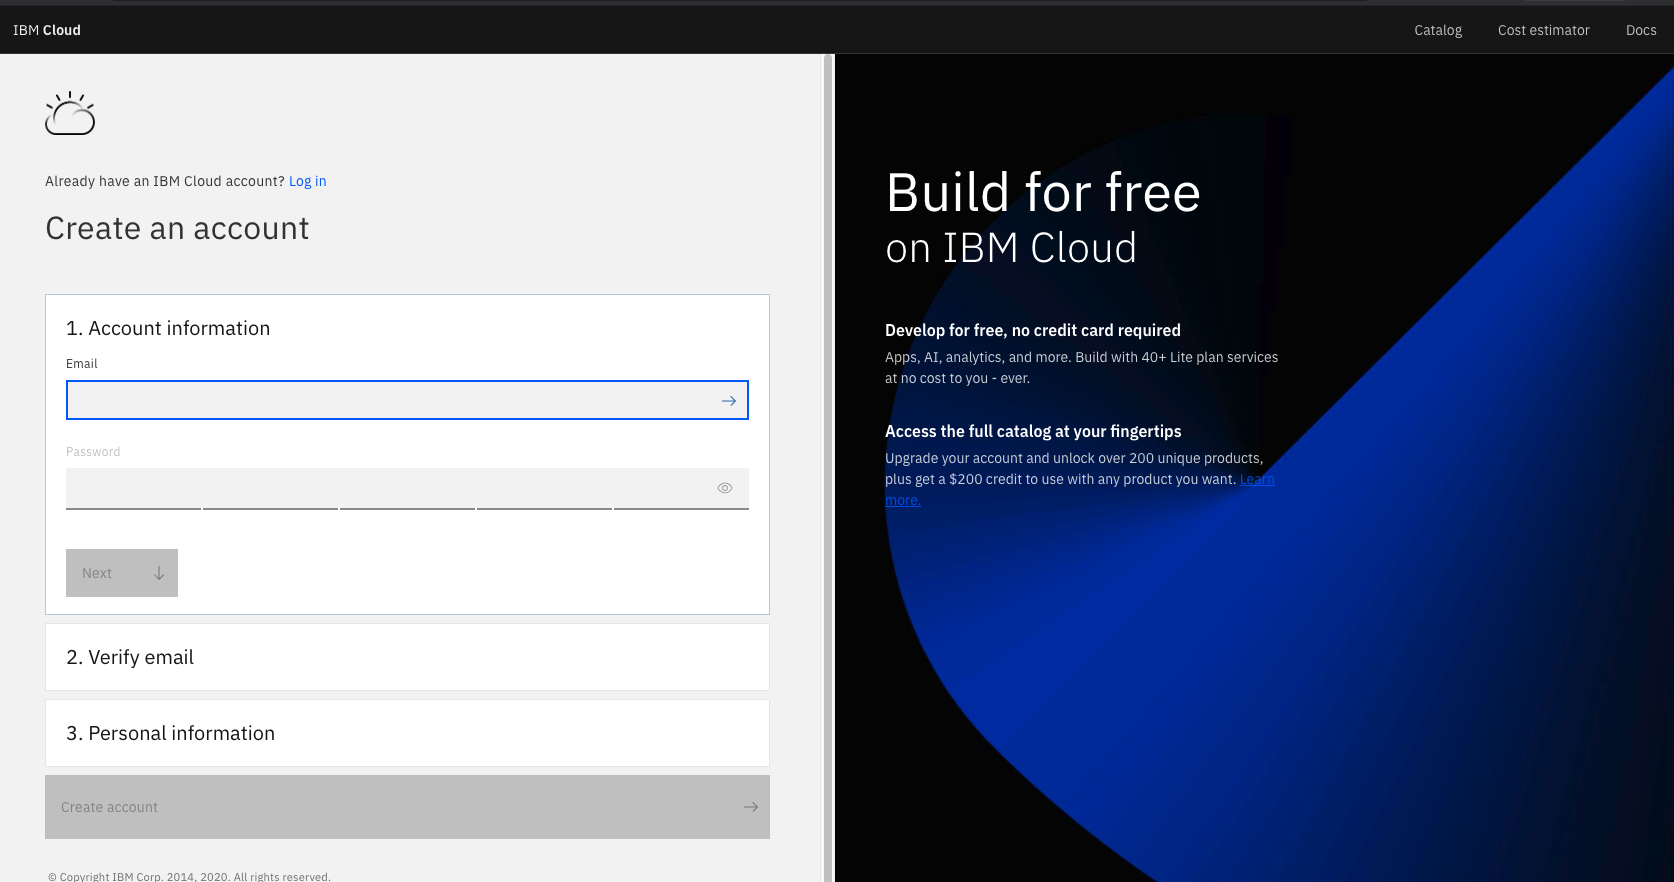 IBM Cloud
Catalog
Cost estimator
Docs
Already have an IBM Cloud account? Log in
Create an account
1. Account information
Email
Password
Next
2. Verify email
3. Personal information
Create account
© Copyright IBM Corp. 2014, 2020. All rights reserved.
Build for free
on IBM Cloud
Develop for free, no credit card required
Apps, AI, analytics, and more. Build with 40+ Lite plan services
at no cost to you - ever.
Access the full catalog at your fingertips
Upgrade your account and unlock over 200 unique products,
plus get a $200 credit to use with any product you want. Learn
more.